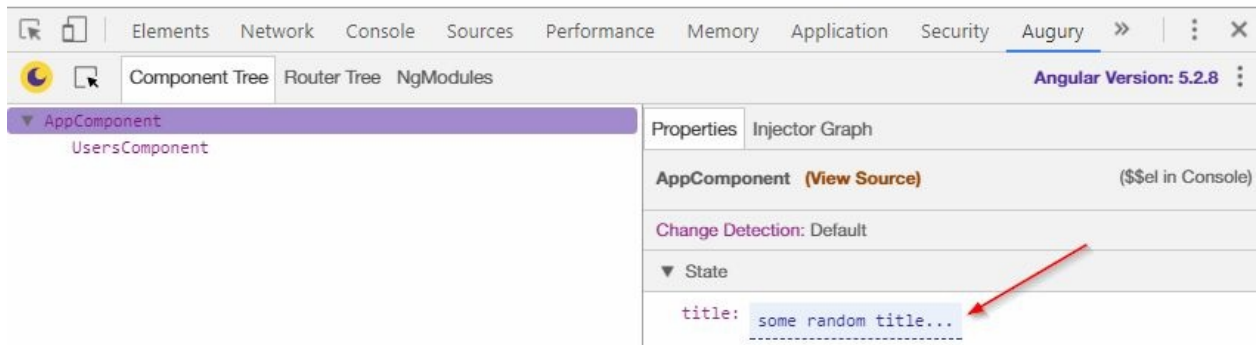 Elements Network Console Sources Performance Memory Application Security Augury »
Component Tree Router Tree NgModules Angular Version: 5.2.8
▼ AppComponent
UsersComponent
Properties Injector Graph
AppComponent (View Source) ($$el in Console)
Change Detection: Default
▼ State
title: some random title...